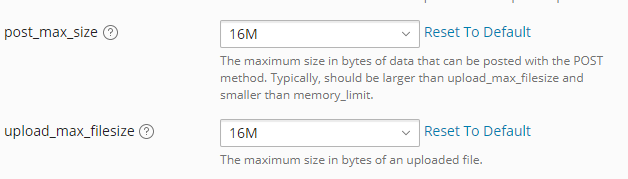 post_max_size ? 16M Reset To Default
The maximum size in bytes of data that can be posted with the POST
method. Typically, should be larger than upload_max_filesize and
smaller than memory_limit.
upload_max_filesize ? 16M Reset To Default
The maximum size in bytes of an uploaded file.